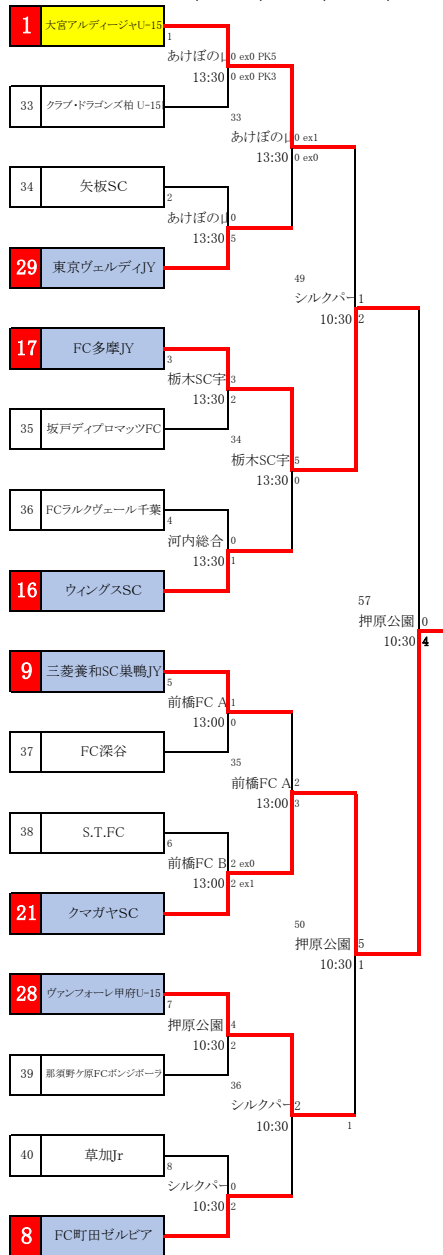 1 大宮アルディージャU-15
1
あけぼの山 0 ex0 PK5
13:30 0 ex0 PK3
33 クラブ・ドラゴンズ柏 U-15
33
あけぼの山 0 ex1
13:30 0 ex0
34 矢板SC
2
あけぼの山 0
13:30 5
29 東京ヴェルディJY
49
シルクパー 1
10:30 2
17 FC多摩JY
3
栃木SC宇 3
13:30 2
35 坂戸ディプロマッツFC
34
栃木SC宇 5
13:30 0
36 FCラルクヴェール千葉
4
河内総合 0
13:30 1
16 ウィングスSC
57
押原公園 0
10:30 4
9 三菱養和SC巣鴨JY
5
前橋FC A 1
13:00 0
37 FC深谷
35
前橋FC A 2
13:00 3
38 S.T.FC
6
前橋FC B 2 ex0
13:00 2 ex1
21 クマガヤSC
50
押原公園 5
10:30 1
28 ヴァンフォーレ甲府U-15
7
押原公園 4
10:30 2
39 那須野ケ原FCボンジボーラ
36
シルクパー 2
10:30 1
40 草加Jr
8
シルクパー 0
10:30 2
8 FC町田ゼルビア